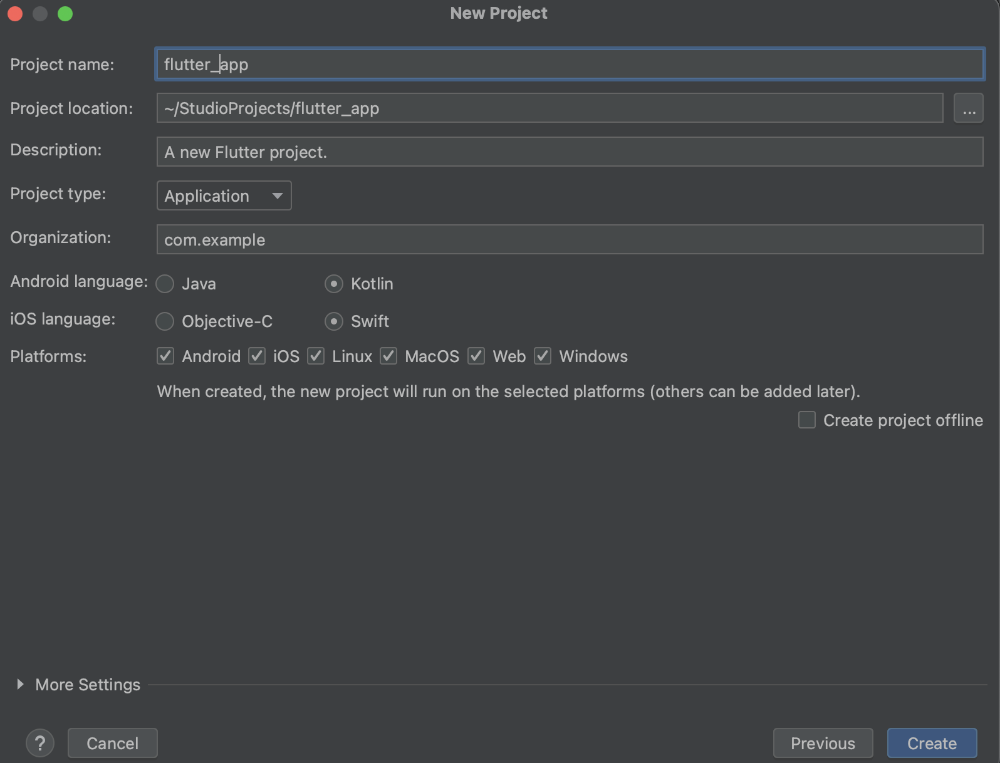 New Project
Project name: flutter_app
Project location: ~/StudioProjects/flutter_app ...
Description: A new Flutter project.
Project type: Application
Organization: com.example
Android language: Java Kotlin
iOS language: Objective-C Swift
Platforms: Android iOS Linux MacOS Web Windows
When created, the new project will run on the selected platforms (others can be added later).
Create project offline
More Settings
? Cancel Previous Create